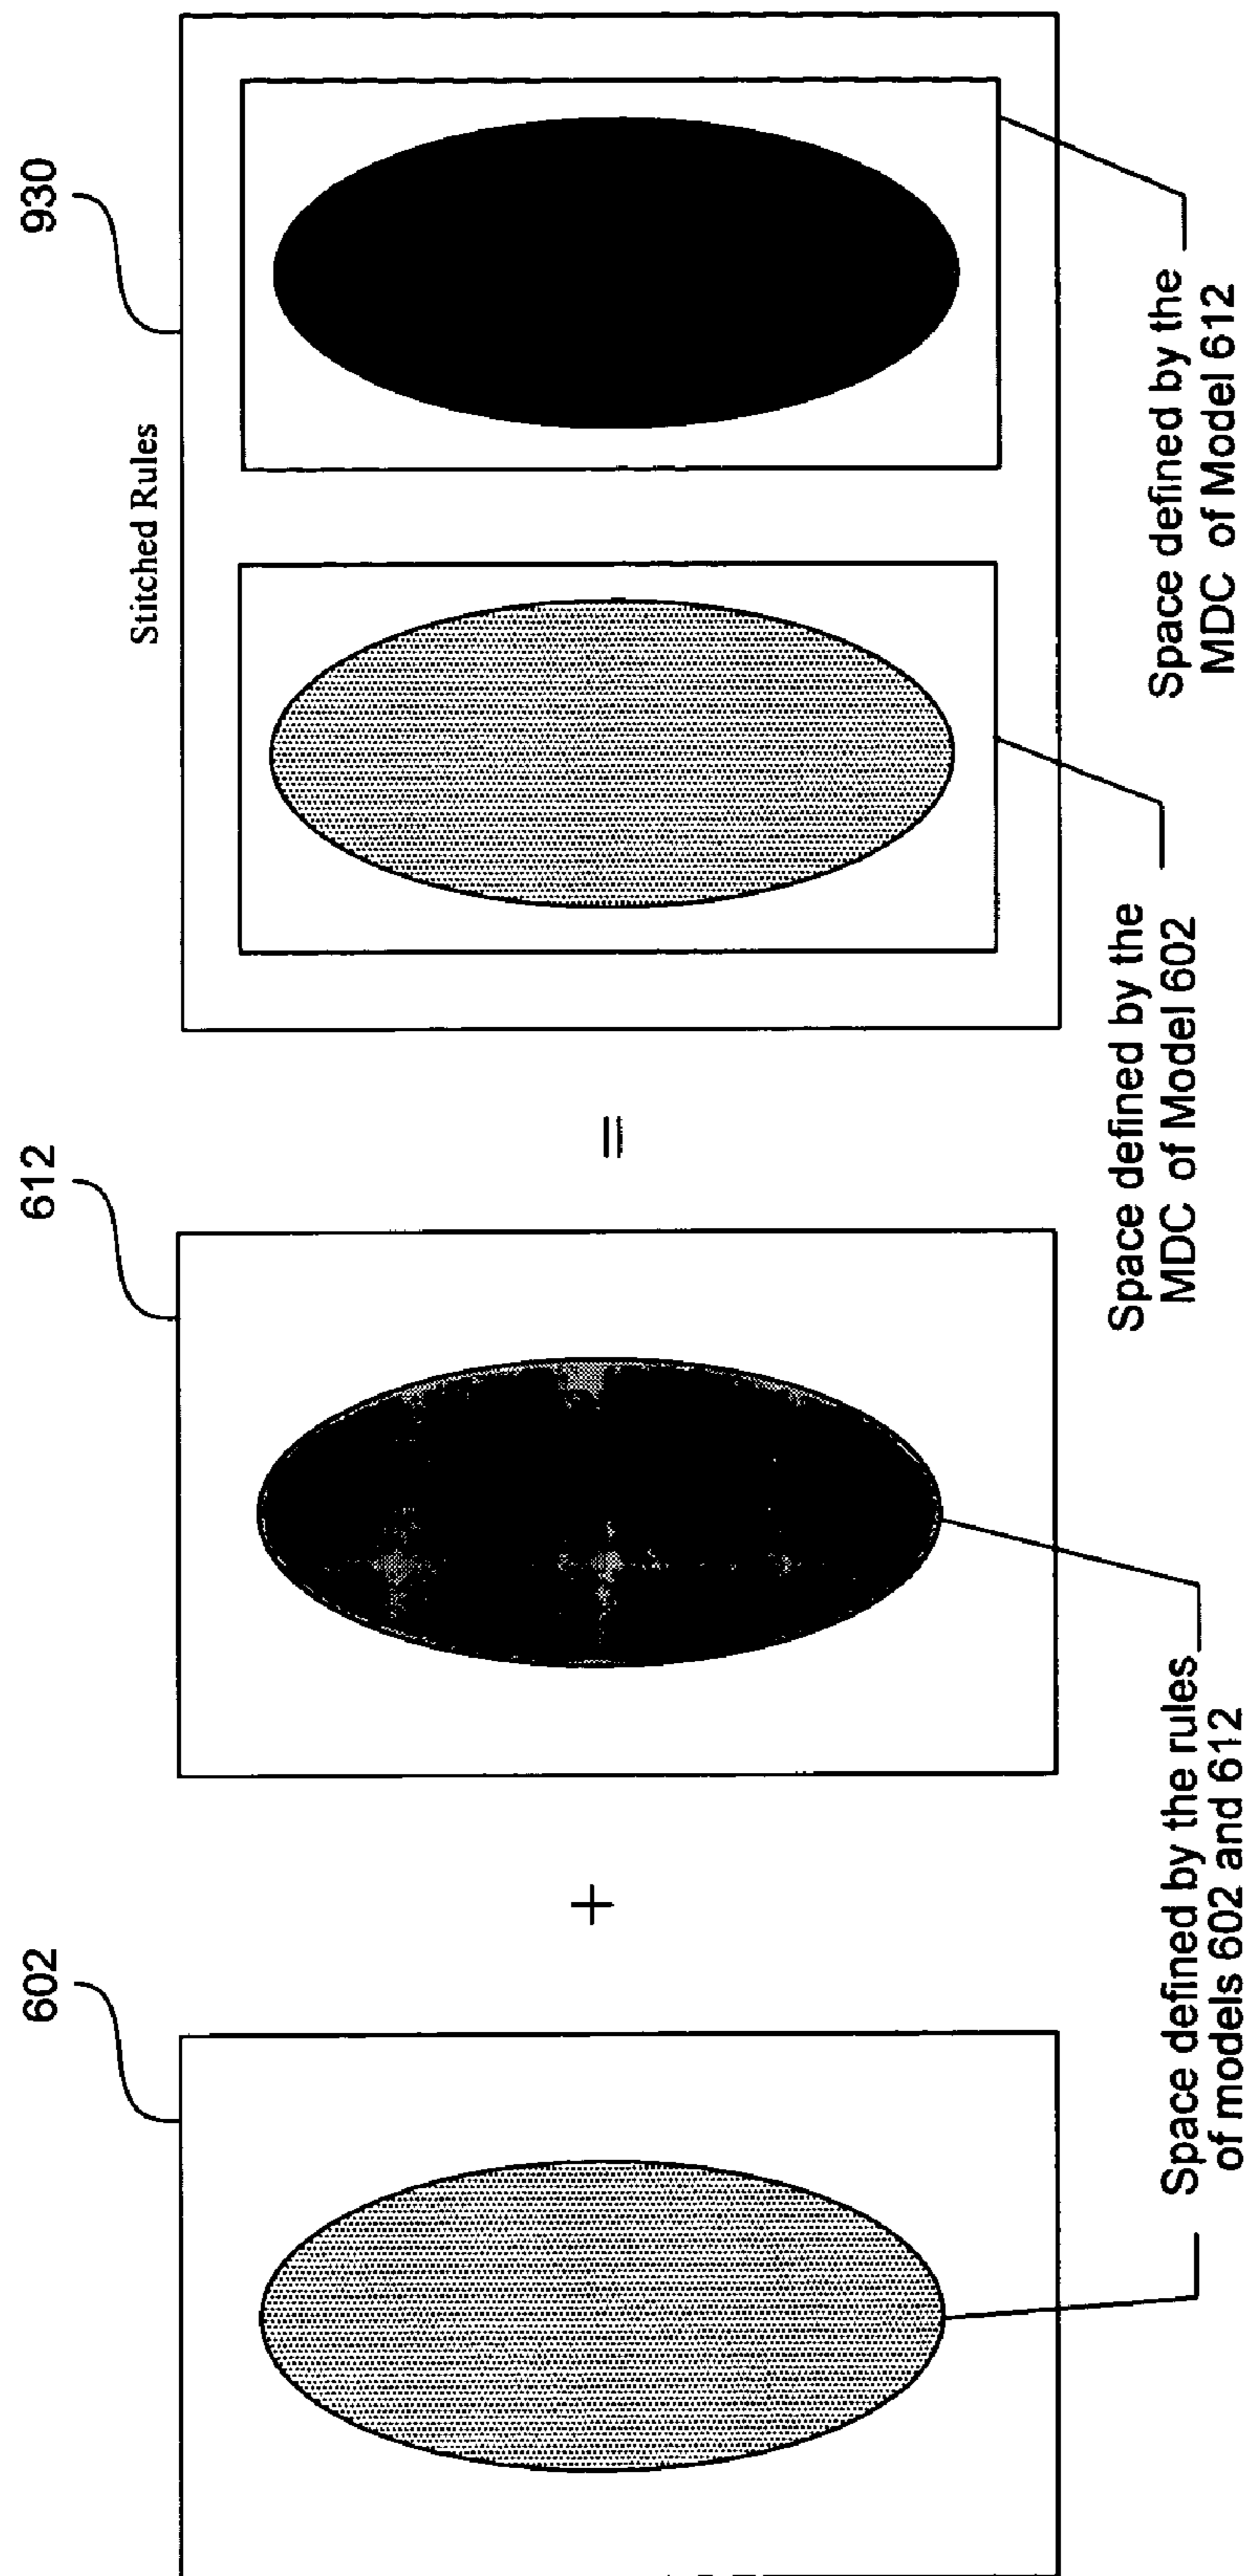 602
+
612
=
930
Stitched Rules
Space defined by the rules
of models 602 and 612
Space defined by the
MDC of Model 602
Space defined by the
MDC of Model 612